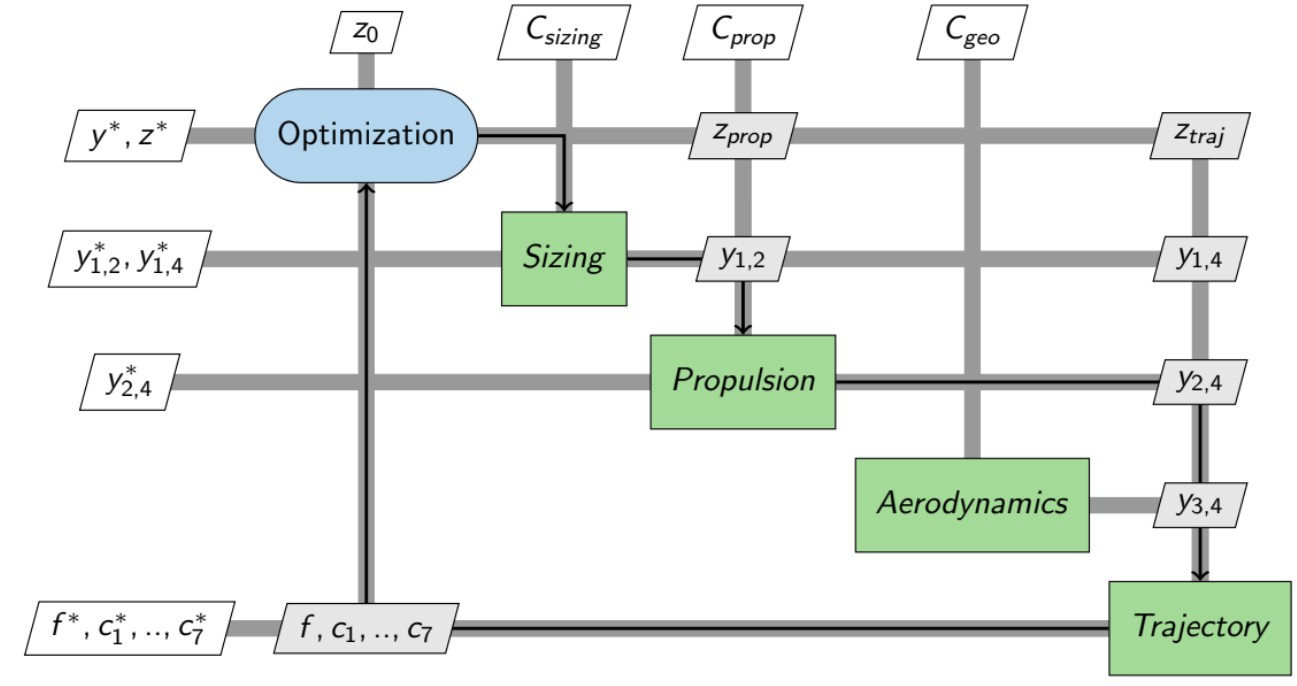 z_0 C_{sizing} C_{prop} C_{geo}
y^*, z^* Optimization z_{prop} z_{traj}
y^*_{1,2}, y^*_{1,4} Sizing y_{1,2} y_{1,4}
y^*_{2,4} Propulsion y_{2,4}
Aerodynamics y_{3,4}
f^*, c^*_1, .., c^*_7 f, c_1, .., c_7 Trajectory